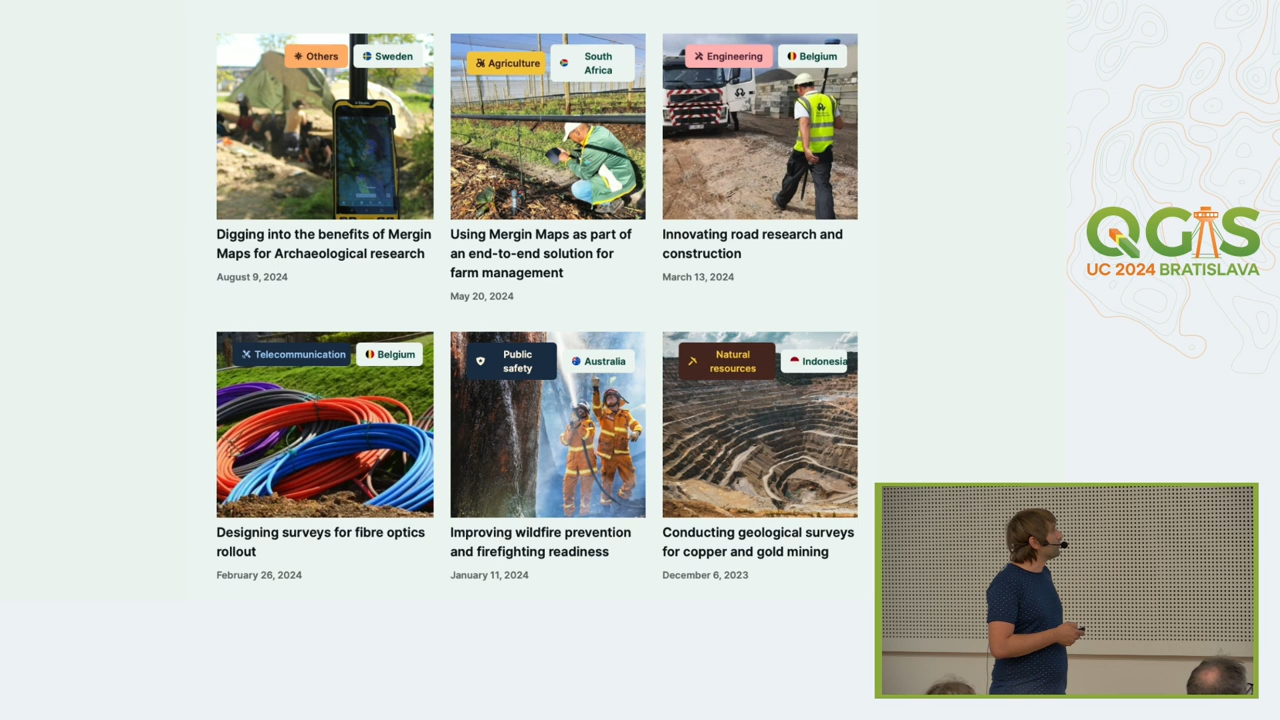 Others
Sweden
Agriculture
South
Africa
Engineering
Belgium
Digging into the benefits of Mergin
Maps for Archaeological research
August 9, 2024
Using Mergin Maps as part of
an end-to-end solution for
farm management
May 20, 2024
Innovating road research and
construction
March 13, 2024
Telecommunication
Belgium
Public
safety
Australia
Natural
resources
Indonesia
Designing surveys for fibre optics
rollout
February 26, 2024
Improving wildfire prevention
and firefighting readiness
January 11, 2024
Conducting geological surveys
for copper and gold mining
December 6, 2023
QGIS
UC 2024 BRATISLAVA